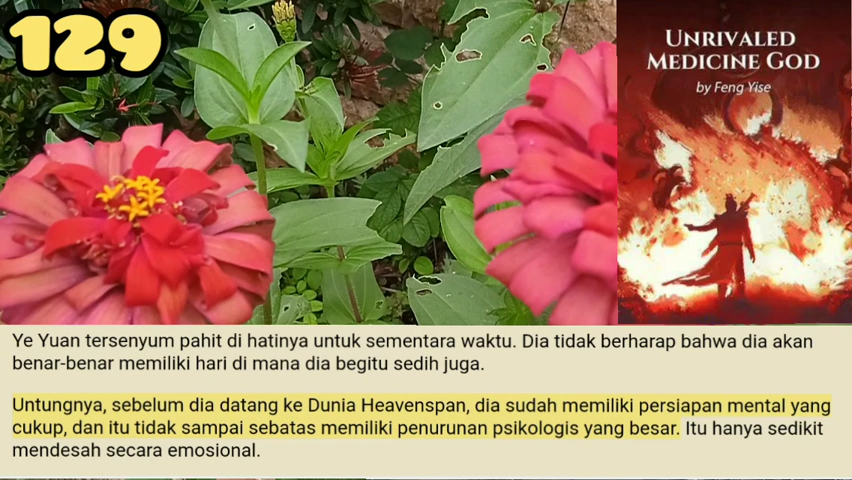 129
UNRIVALED
MEDICINE GOD
by Feng Yise
Ye Yuan tersenyum pahit di hatinya untuk sementara waktu. Dia tidak berharap bahwa dia akan
benar-benar memiliki hari di mana dia begitu sedih juga.
Untungnya, sebelum dia datang ke Dunia Heavenspan, dia sudah memiliki persiapan mental yang
cukup, dan itu tidak sampai sebatas memiliki penurunan psikologis yang besar. Itu hanya sedikit
mendesah secara emosional.